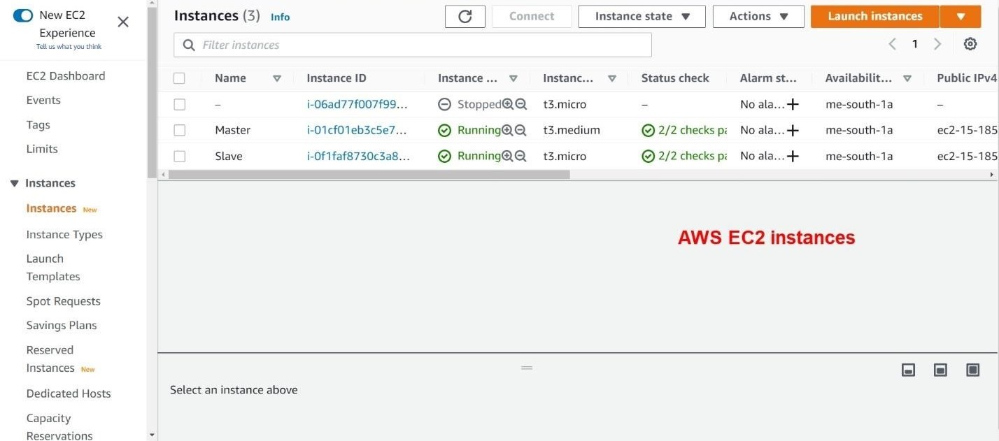 New EC2
Experience
Tell us what you think
EC2 Dashboard
Events
Tags
Limits
Instances
Instances New
Instance Types
Launch
Templates
Spot Requests
Savings Plans
Reserved
Instances New
Dedicated Hosts
Capacity
Reservations
Instances (3) Info
Connect
Instance state
Actions
Launch instances
Filter instances
1
Name Instance ID Instance ... Instanc... Status check Alarm st... Availabilit... Public IPv4
– i-06ad77f007f99... Stopped t3.micro – No ala... me-south-1a –
Master i-01cf01eb3c5e7... Running t3.medium 2/2 checks pa No ala... me-south-1a ec2-15-185
Slave i-0f1faf8730c3a8... Running t3.micro 2/2 checks pa No ala... me-south-1a ec2-15-185
AWS EC2 instances
Select an instance above